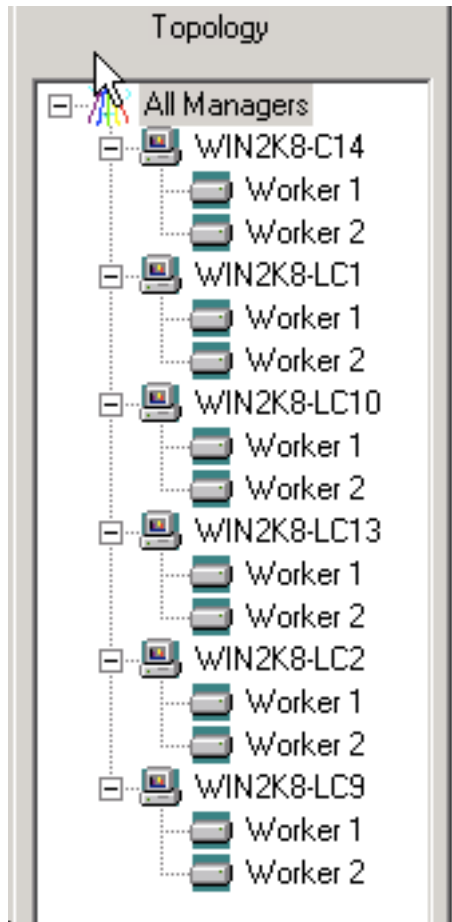 Topology
All Managers
WIN2K8-C14
Worker 1
Worker 2
WIN2K8-LC1
Worker 1
Worker 2
WIN2K8-LC10
Worker 1
Worker 2
WIN2K8-LC13
Worker 1
Worker 2
WIN2K8-LC2
Worker 1
Worker 2
WIN2K8-LC9
Worker 1
Worker 2